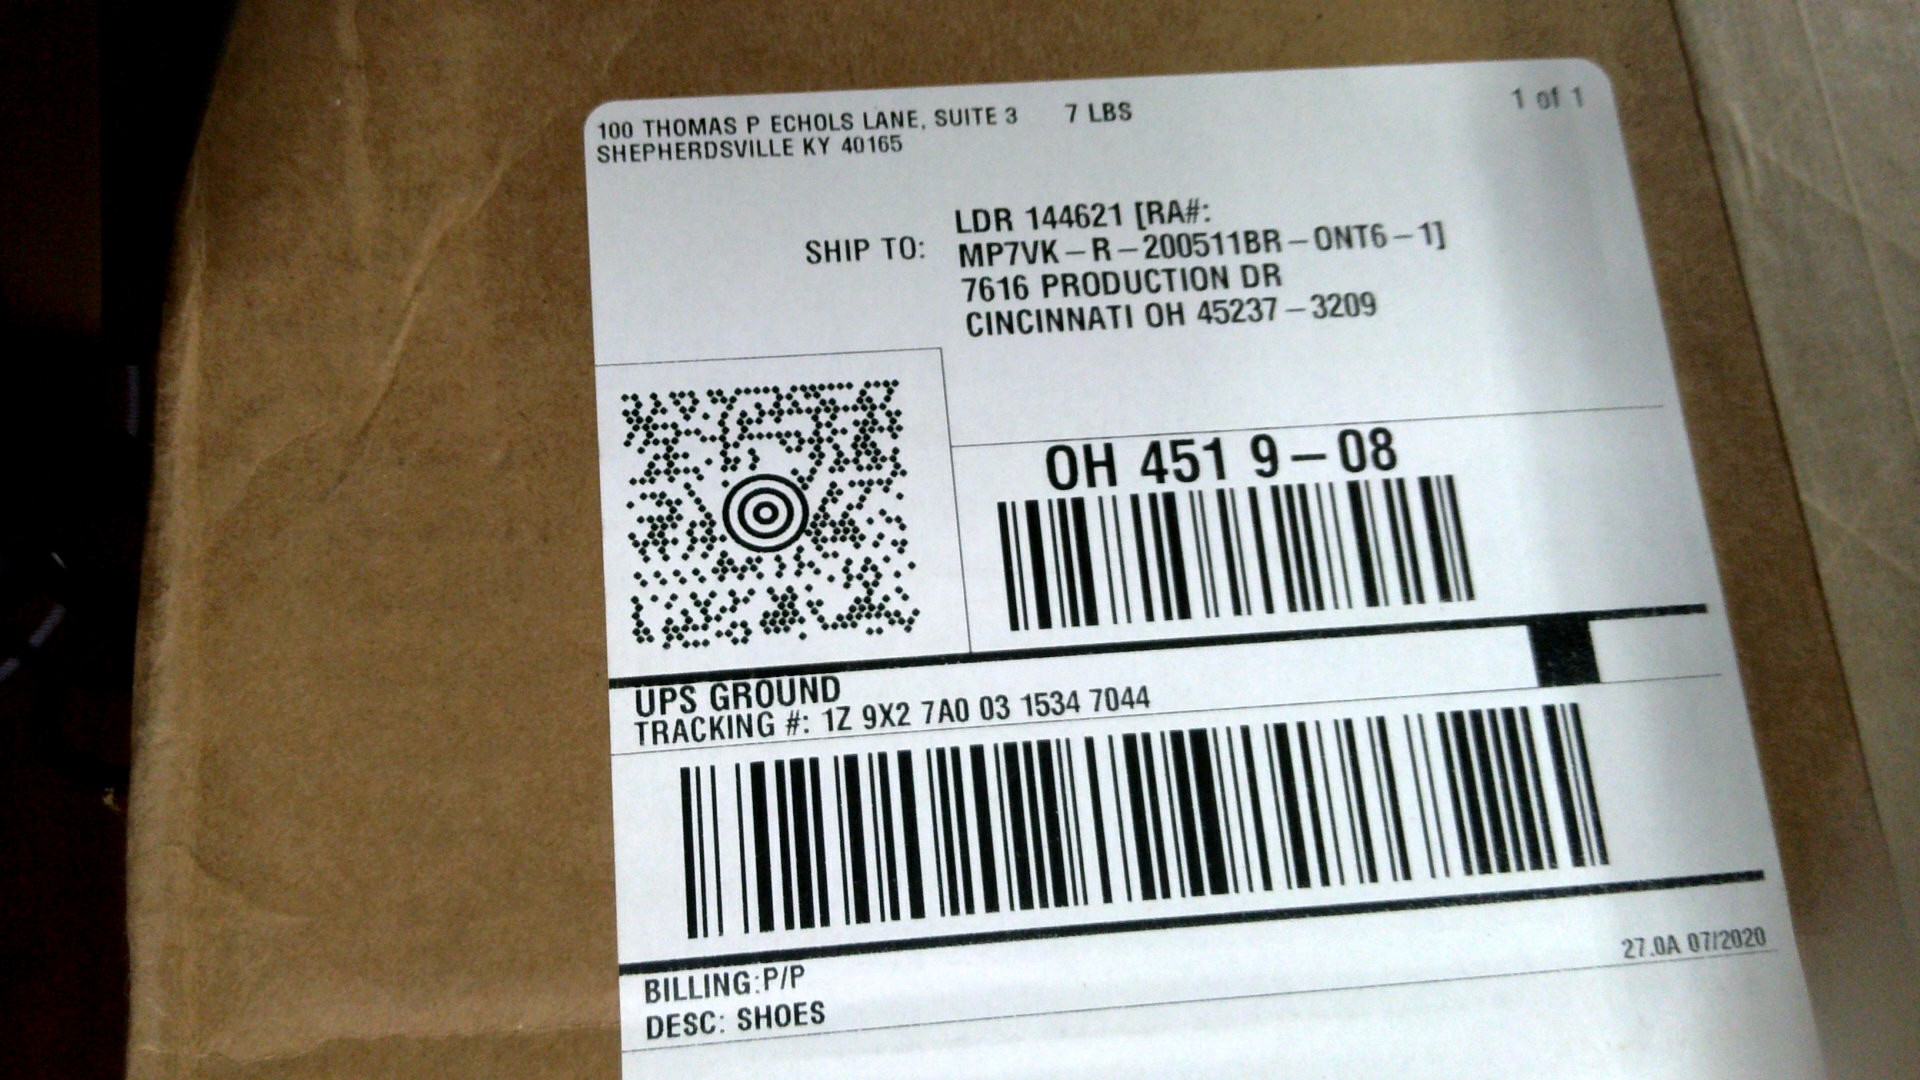 100 THOMAS P ECHOLS LANE, SUITE 3 7 LBS 1 of 1
SHEPHERDSVILLE KY 40165
LDR 144621 [RA#:
SHIP TO: MP7VK-R-200511BR-ONT6-1]
7616 PRODUCTION DR
CINCINNATI OH 45237-3209
OH 451 9-08
UPS GROUND
TRACKING #: 1Z 9X2 7A0 03 1534 7044
27.0A 07/2020
BILLING:P/P
DESC: SHOES